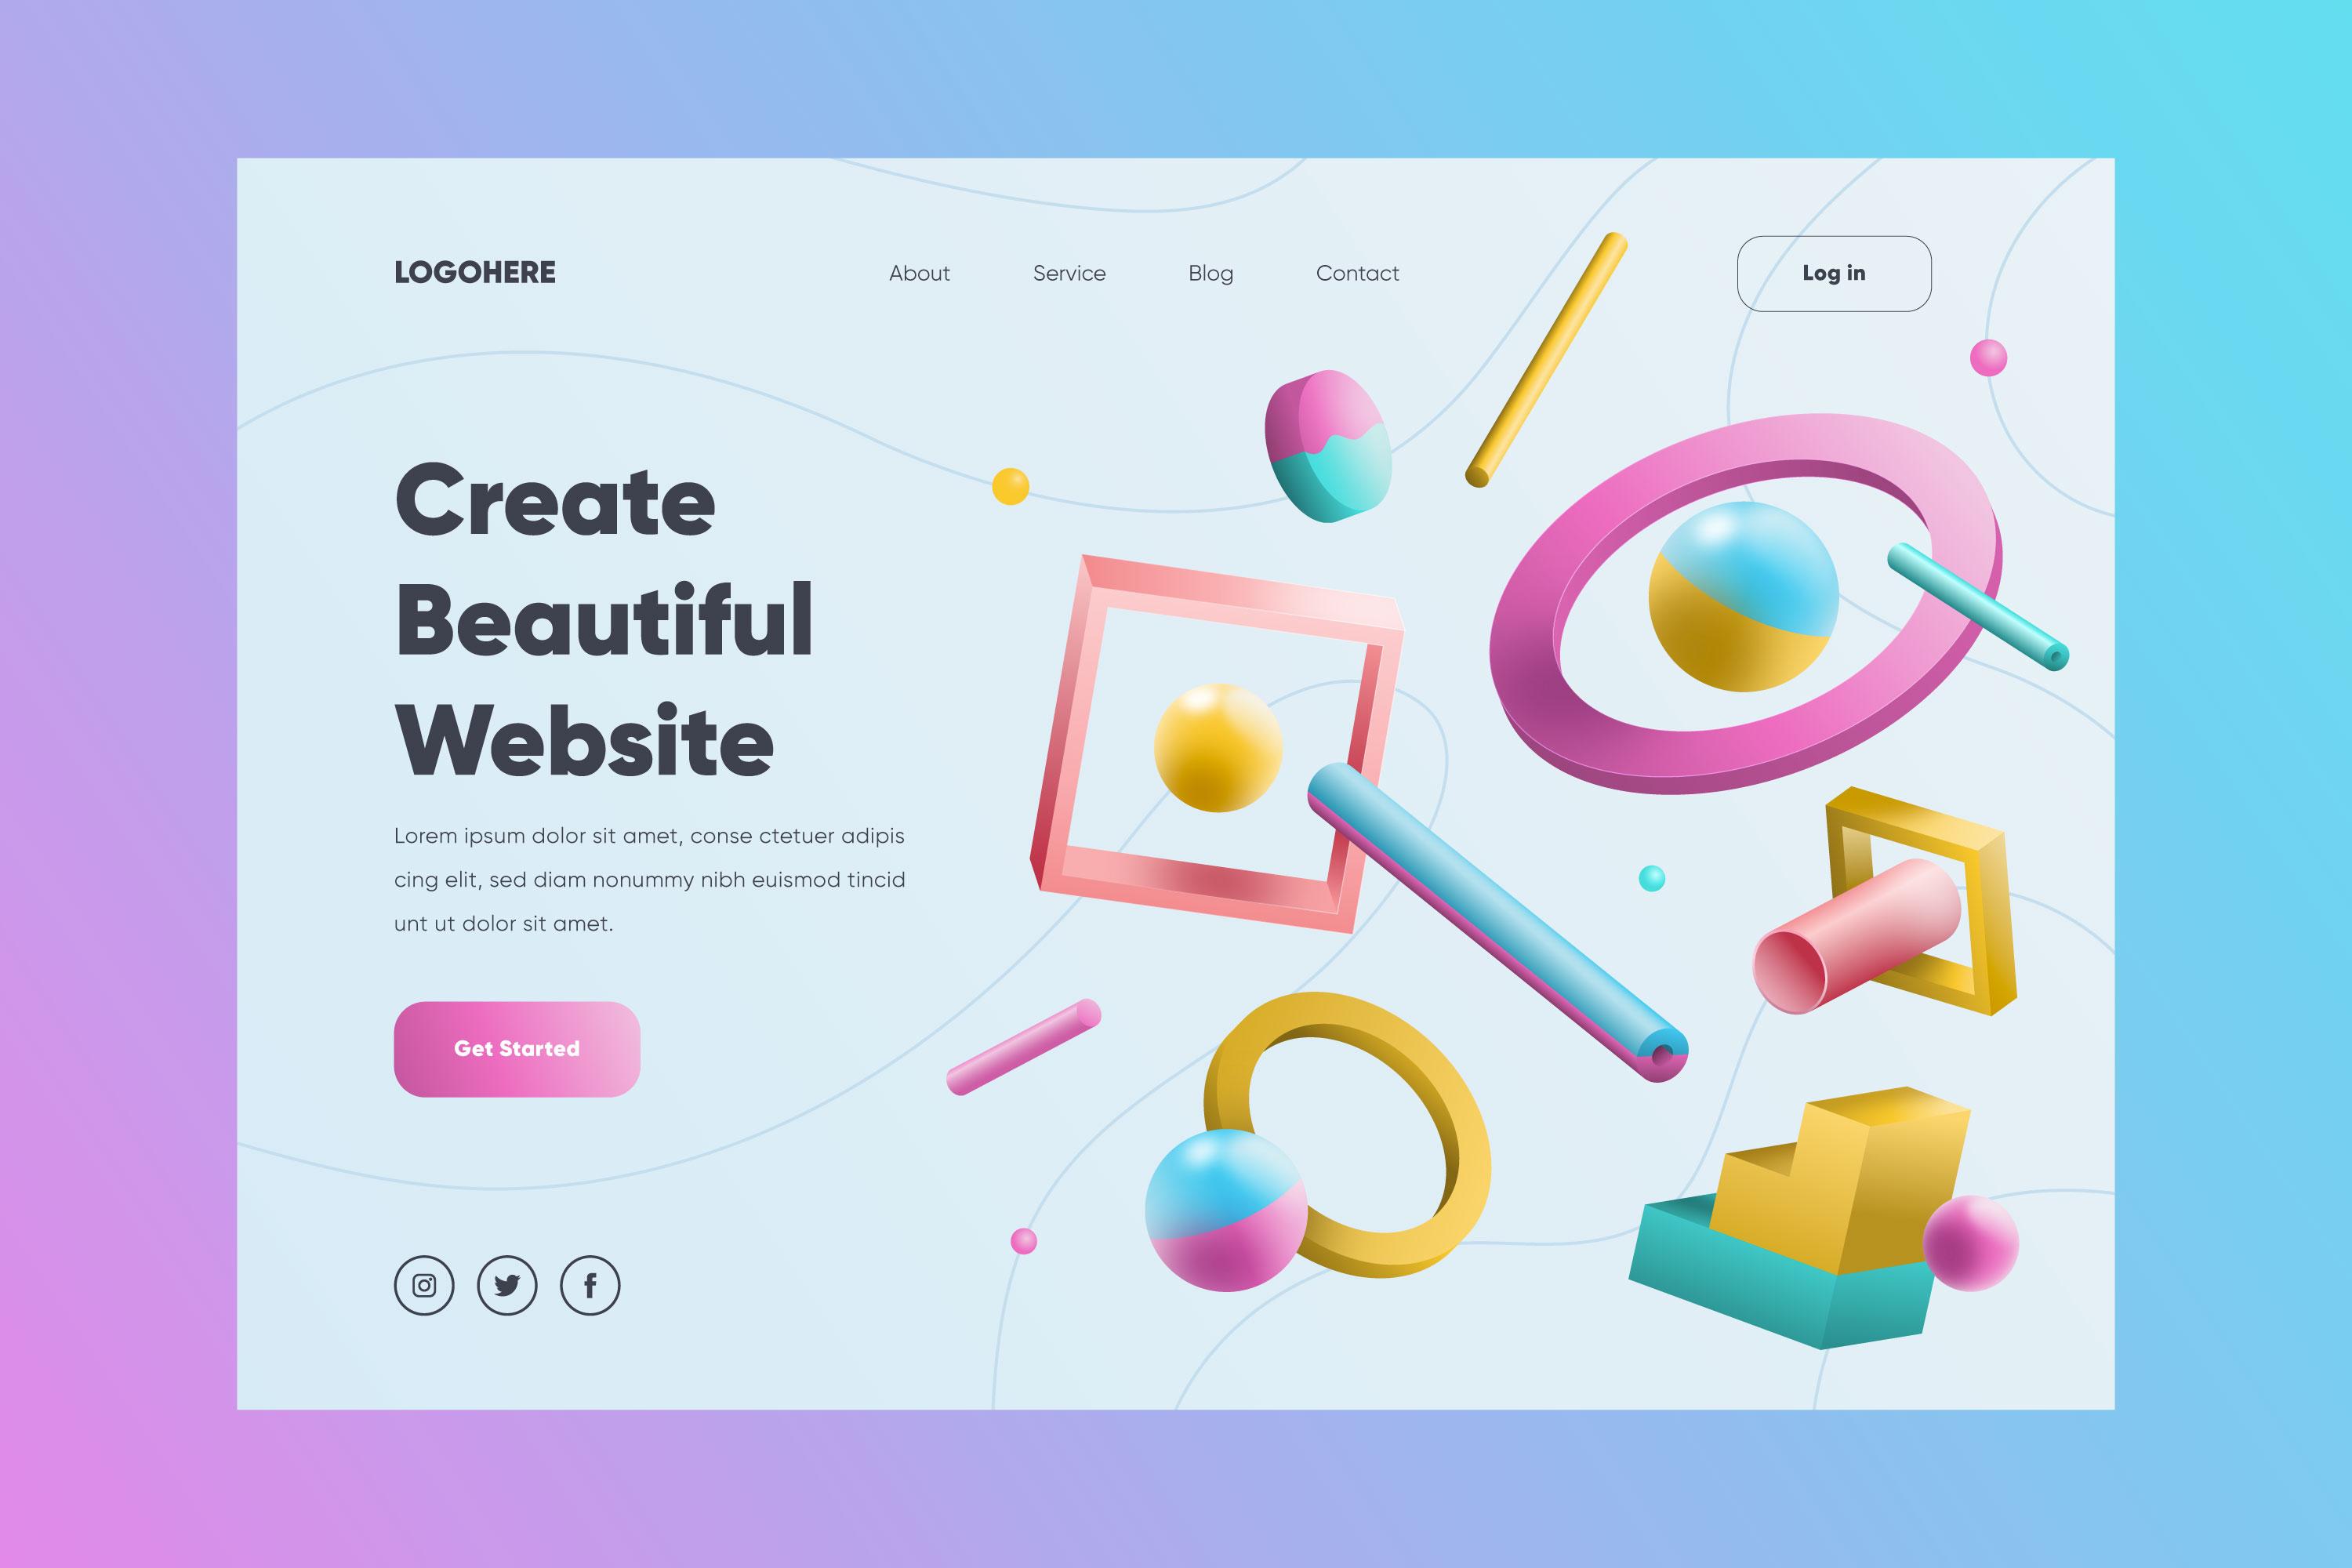 LOGOHERE
About
Service
Blog
Contact
Log in
Create
Beautiful
Website
Lorem ipsum dolor sit amet, conse ctetuer adipis
cing elit, sed diam nonummy nibh euismod tincid
unt ut dolor sit amet.
Get Started